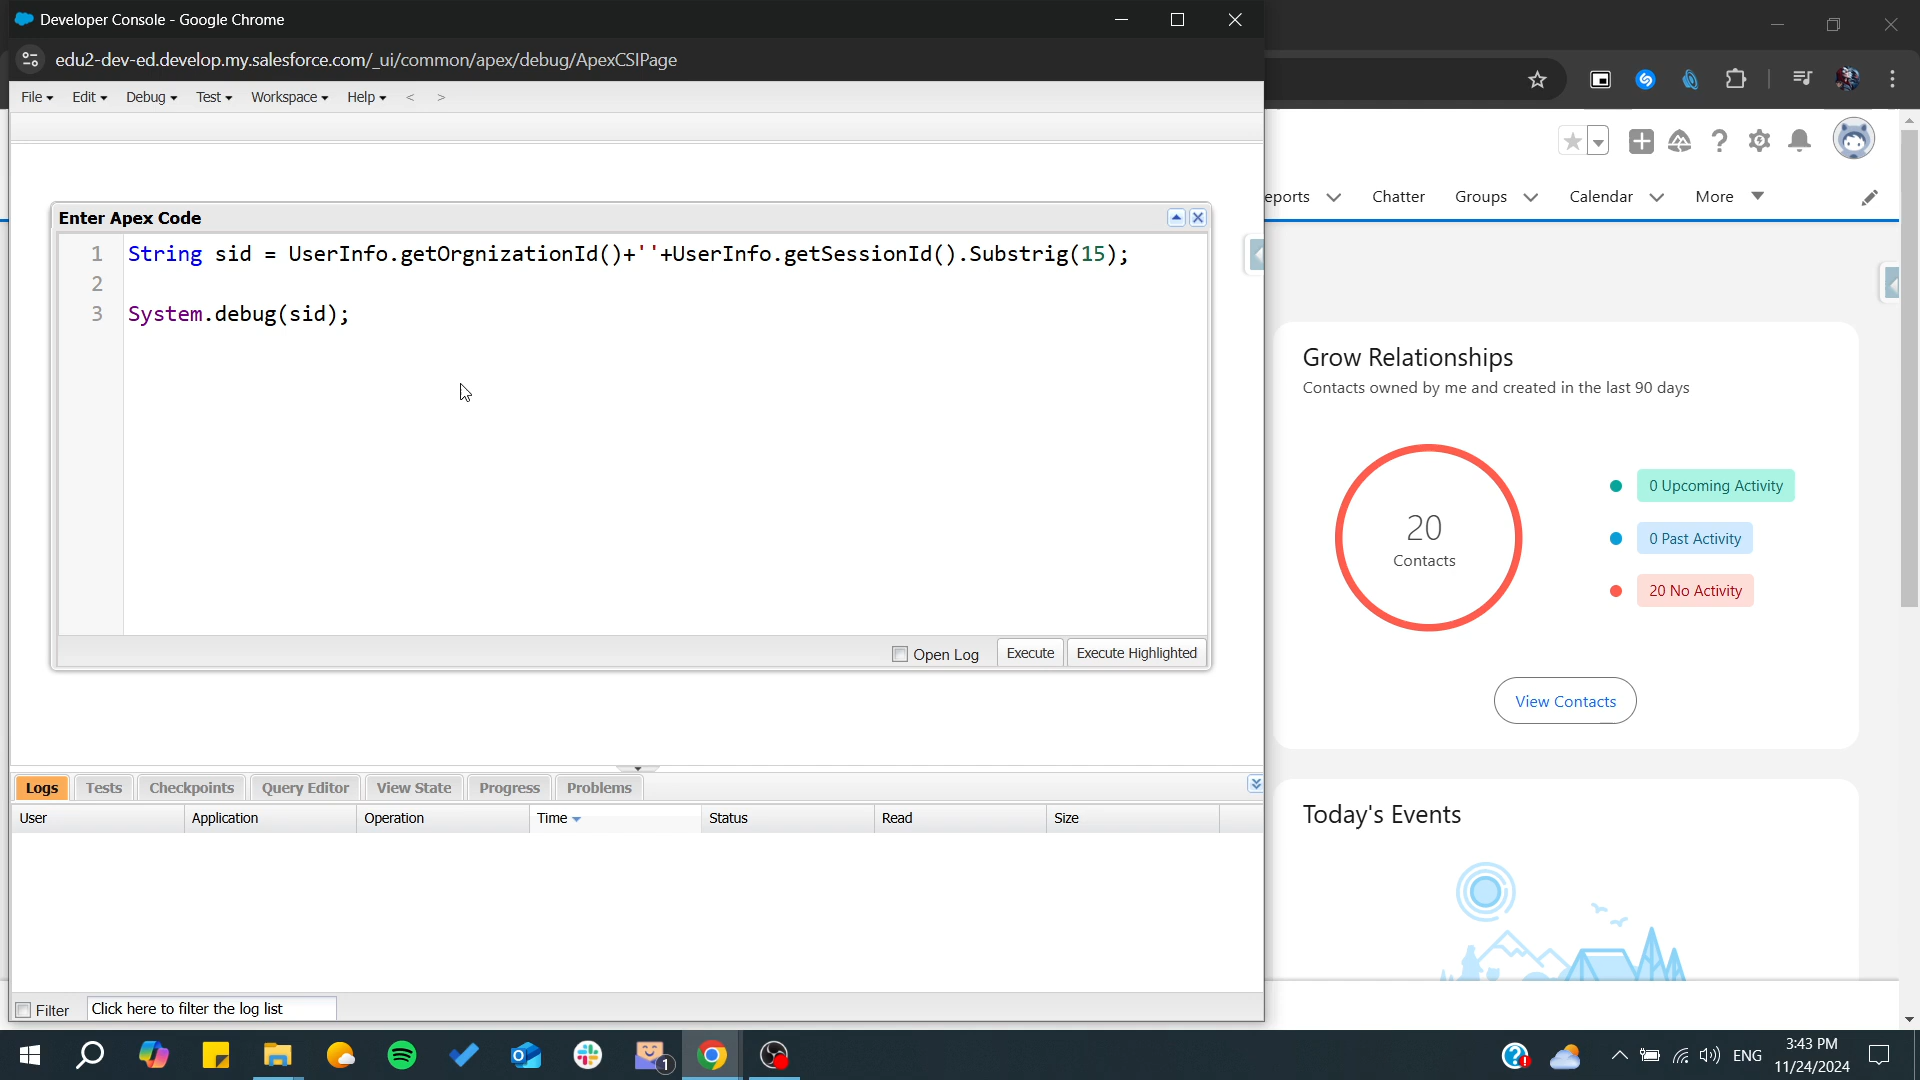 Developer Console - Google Chrome
edu2-dev-ed.develop.my.salesforce.com/_ui/common/apex/debug/ApexCSIPage
File Edit Debug Test Workspace Help < >
eports Chatter Groups Calendar More
Enter Apex Code
1 String sid = UserInfo.getOrgnizationId()+''+UserInfo.getSessionId().Substrig(15);
2
3 System.debug(sid);
Open Log Execute Execute Highlighted
Grow Relationships
Contacts owned by me and created in the last 90 days
20
Contacts
0 Upcoming Activity
0 Past Activity
20 No Activity
View Contacts
Logs Tests Checkpoints Query Editor View State Progress Problems
User Application Operation Time Status Read Size
Today's Events
Filter Click here to filter the log list
1
ENG
3:43 PM
11/24/2024